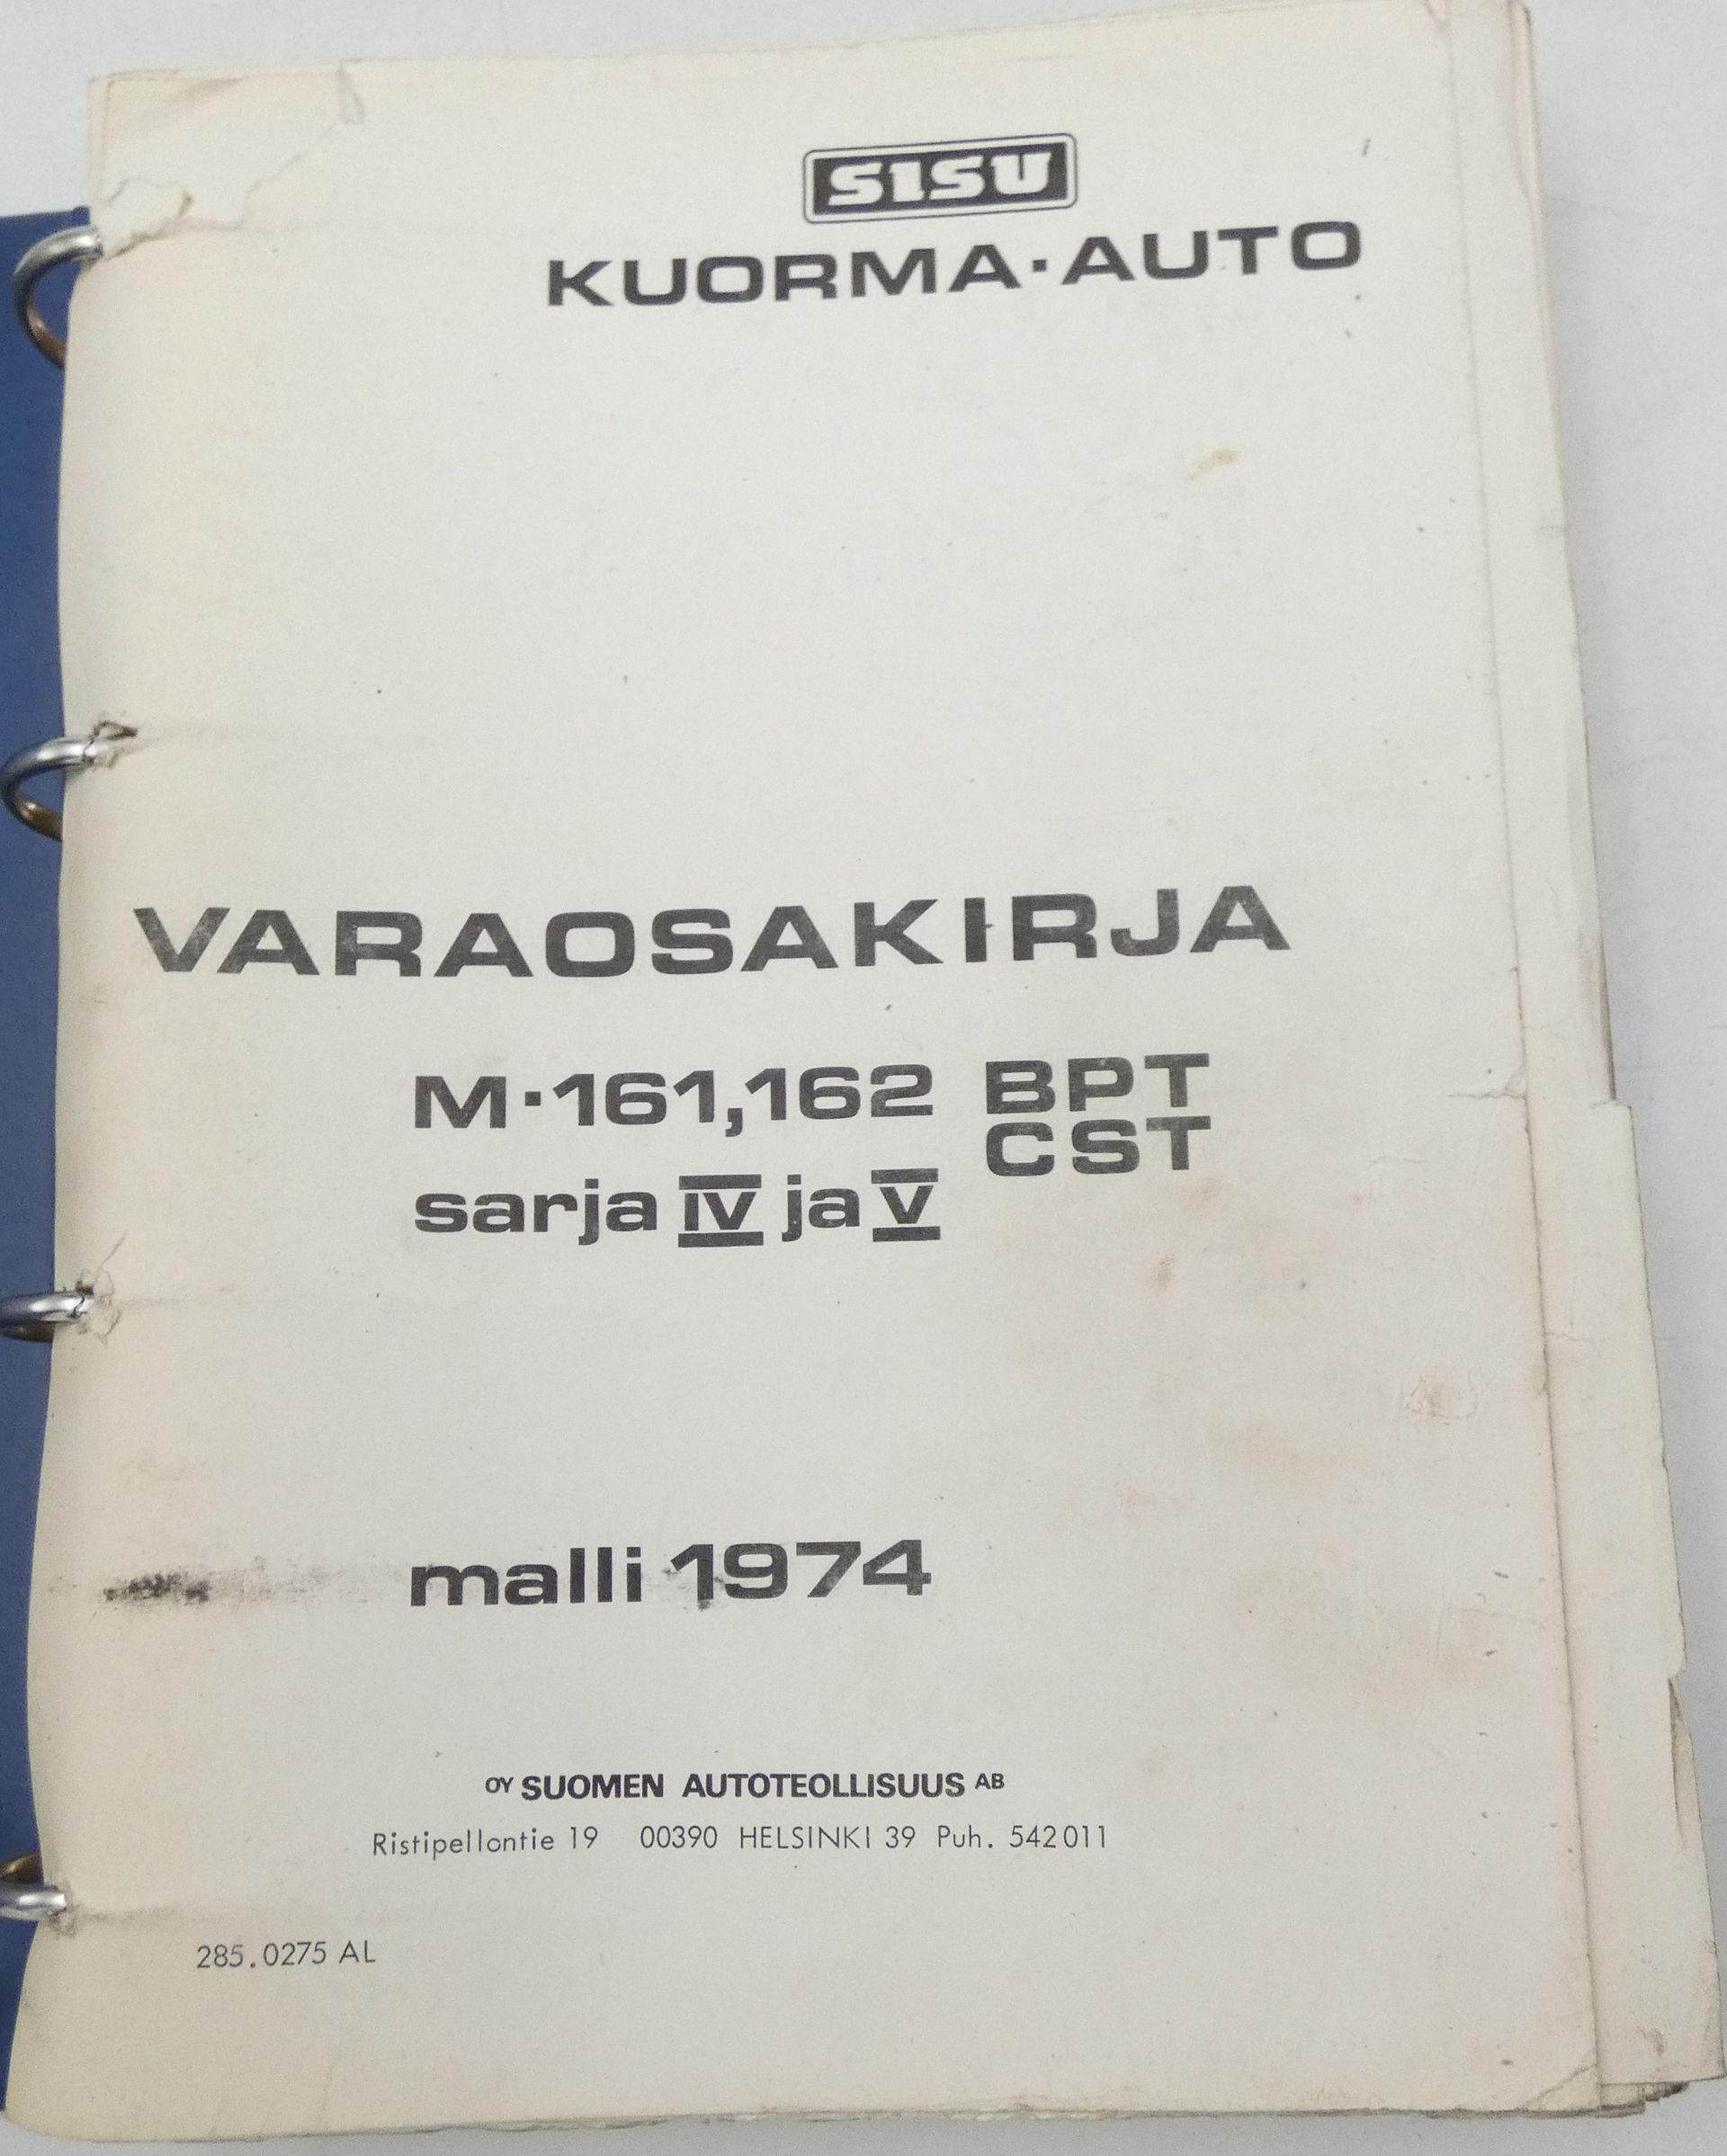 SISU
KUORMA·AUTO
VARAOSAKIRJA
M·161,162 BPT
CST
sarja IV ja V
malli 1974
OY SUOMEN AUTOTEOLLISUUS AB
Ristipellontie 19 00390 HELSINKI 39 Puh. 542011
285.0275 AL